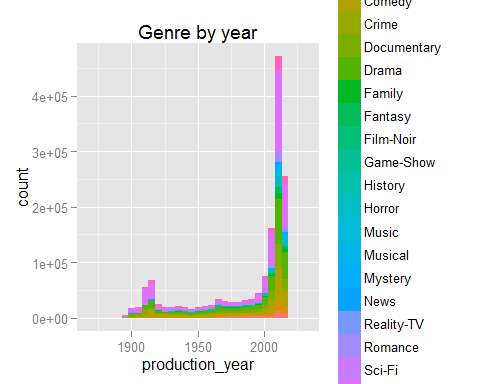 Genre by year
count
4e+05
3e+05
2e+05
1e+05
0e+00
1900
1950
2000
production_year
Comedy
Crime
Documentary
Drama
Family
Fantasy
Film-Noir
Game-Show
History
Horror
Music
Musical
Mystery
News
Reality-TV
Romance
Sci-Fi